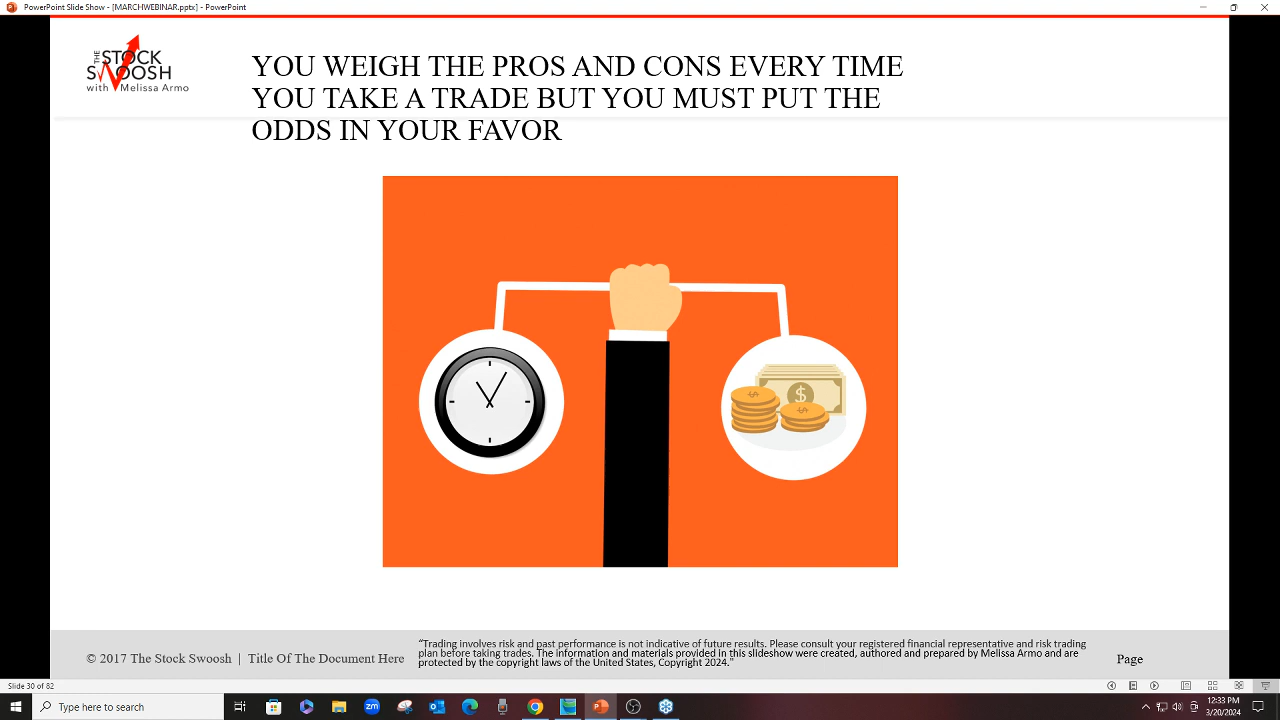 PowerPoint Slide Show - [MARCHWEBINAR.pptx] - PowerPoint
THE
STOCK
SWOOSH
with Melissa Armo
YOU WEIGH THE PROS AND CONS EVERY TIME
YOU TAKE A TRADE BUT YOU MUST PUT THE
ODDS IN YOUR FAVOR
$
$
$
© 2017 The Stock Swoosh | Title Of The Document Here
"Trading involves risk and past performance is not indicative of future results. Please consult your registered financial representative and risk trading
plan before taking trades. The information and materials provided in this slideshow were created, authored and prepared by Melissa Armo and are
protected by the copyright laws of the United States, Copyright 2024."
Page
Slide 30 of 82
Type here to search
zm
12:33 PM
3/20/2024